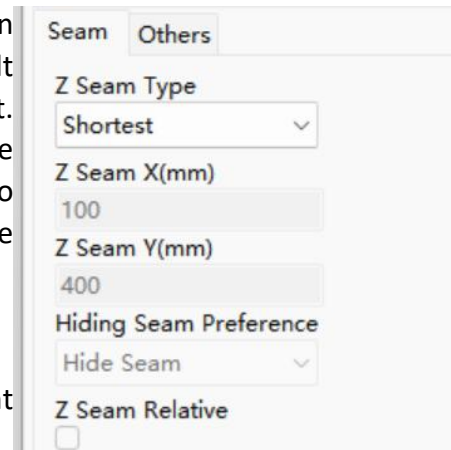 Seam Others
Z Seam Type
Shortest
Z Seam X(mm)
100
Z Seam Y(mm)
400
Hiding Seam Preference
Hide Seam
Z Seam Relative